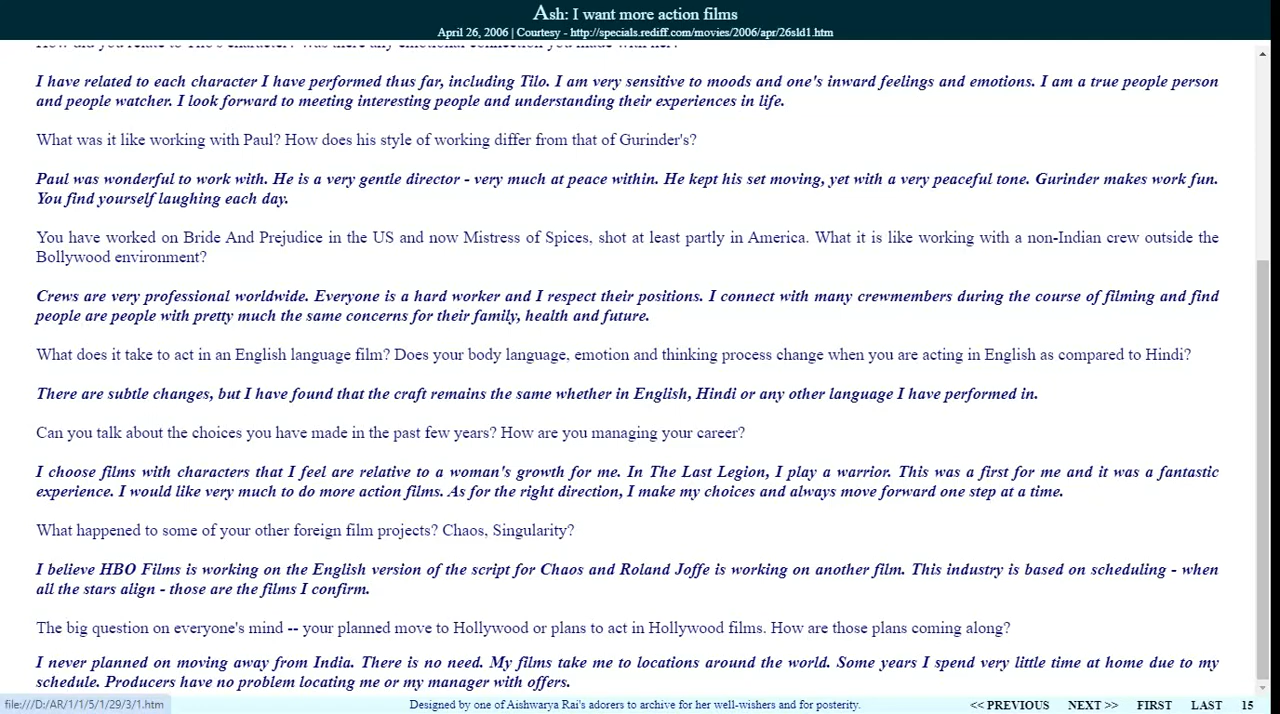 Ash: I want more action films
April 26, 2006 | Courtesy - http://specials.rediff.com/movies/2006/apr/26sld1.htm
How did you relate to Tilo's character? Was there any emotional connection you made with her?
I have related to each character I have performed thus far, including Tilo. I am very sensitive to moods and one's inward feelings and emotions. I am a true people person
and people watcher. I look forward to meeting interesting people and understanding their experiences in life.
What was it like working with Paul? How does his style of working differ from that of Gurinder's?
Paul was wonderful to work with. He is a very gentle director - very much at peace within. He kept his set moving, yet with a very peaceful tone. Gurinder makes work fun.
You find yourself laughing each day.
You have worked on Bride And Prejudice in the US and now Mistress of Spices, shot at least partly in America. What it is like working with a non-Indian crew outside the
Bollywood environment?
Crews are very professional worldwide. Everyone is a hard worker and I respect their positions. I connect with many crewmembers during the course of filming and find
people are people with pretty much the same concerns for their family, health and future.
What does it take to act in an English language film? Does your body language, emotion and thinking process change when you are acting in English as compared to Hindi?
There are subtle changes, but I have found that the craft remains the same whether in English, Hindi or any other language I have performed in.
Can you talk about the choices you have made in the past few years? How are you managing your career?
I choose films with characters that I feel are relative to a woman's growth for me. In The Last Legion, I play a warrior. This was a first for me and it was a fantastic
experience. I would like very much to do more action films. As for the right direction, I make my choices and always move forward one step at a time.
What happened to some of your other foreign film projects? Chaos, Singularity?
I believe HBO Films is working on the English version of the script for Chaos and Roland Joffe is working on another film. This industry is based on scheduling - when
all the stars align - those are the films I confirm.
The big question on everyone's mind -- your planned move to Hollywood or plans to act in Hollywood films. How are those plans coming along?
I never planned on moving away from India. There is no need. My films take me to locations around the world. Some years I spend very little time at home due to my
schedule. Producers have no problem locating me or my manager with offers.
file:///D:/AR/1/1/5/1/29/3/1.htm
Designed by one of Aishwarya Rai's adorers to archive for her well-wishers and for posterity.
<< PREVIOUS NEXT >> FIRST LAST 15